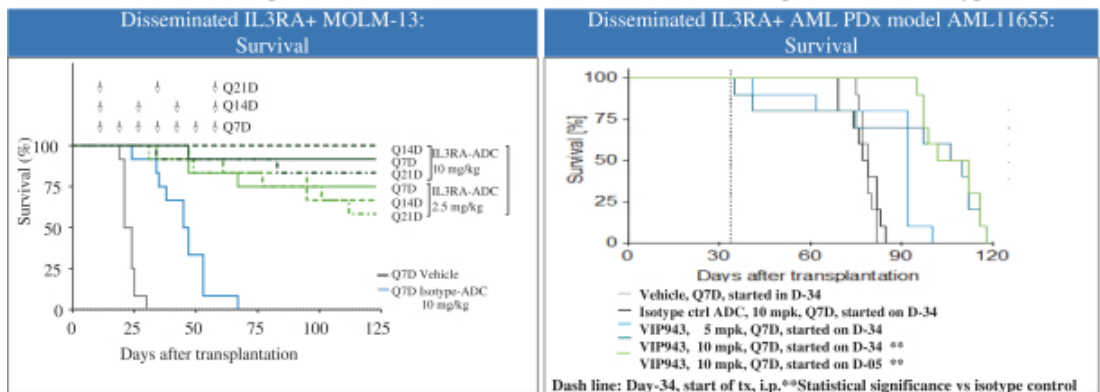 Disseminated IL3RA+ MOLM-13:
Survival
Q21D
Q14D
Q7D
Survival (%)
100
75
50
25
0
Q14D
Q7D
Q21D
IL3RA-ADC
10 mg/kg
Q7D
Q14D
Q21D
IL3RA-ADC
2.5 mg/kg
Q7D Vehicle
Q7D Isotype-ADC
10 mg/kg
0 25 50 75 100 125
Days after transplantation
Disseminated IL3RA+ AML PDx model AML11655:
Survival
Survival [%]
100
75
50
25
0
0 30 60 90 120
Days after transplantation
Vehicle, Q7D, started in D-34
Isotype ctrl ADC, 10 mpk, Q7D, started on D-34
VIP943, 5 mpk, Q7D, started on D-34
VIP943, 10 mpk, Q7D, started on D-34 **
VIP943, 10 mpk, Q7D, started on D-05 **
Dash line: Day-34, start of tx, i.p.**Statistical significance vs isotype control